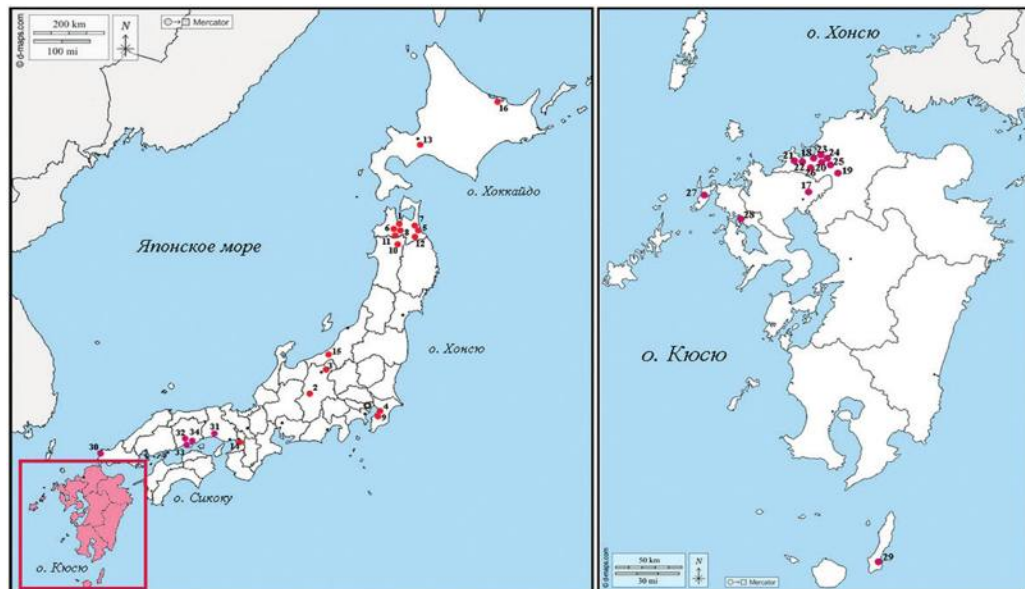 200 km
100 mi
N
Mercator
© d-maps.com
16
13
о. Хоккайдо
1
7
6
8
5
11
12
10
Японское море
о. Хонсю
15
3
2
4
9
32
34
31
14
33
30
о. Сикоку
о. Кюсю
о. Хонсю
23
21
18
24
22
20
25
26
19
17
27
28
о. Кюсю
29
50 km
30 mi
N
Mercator
© d-maps.com